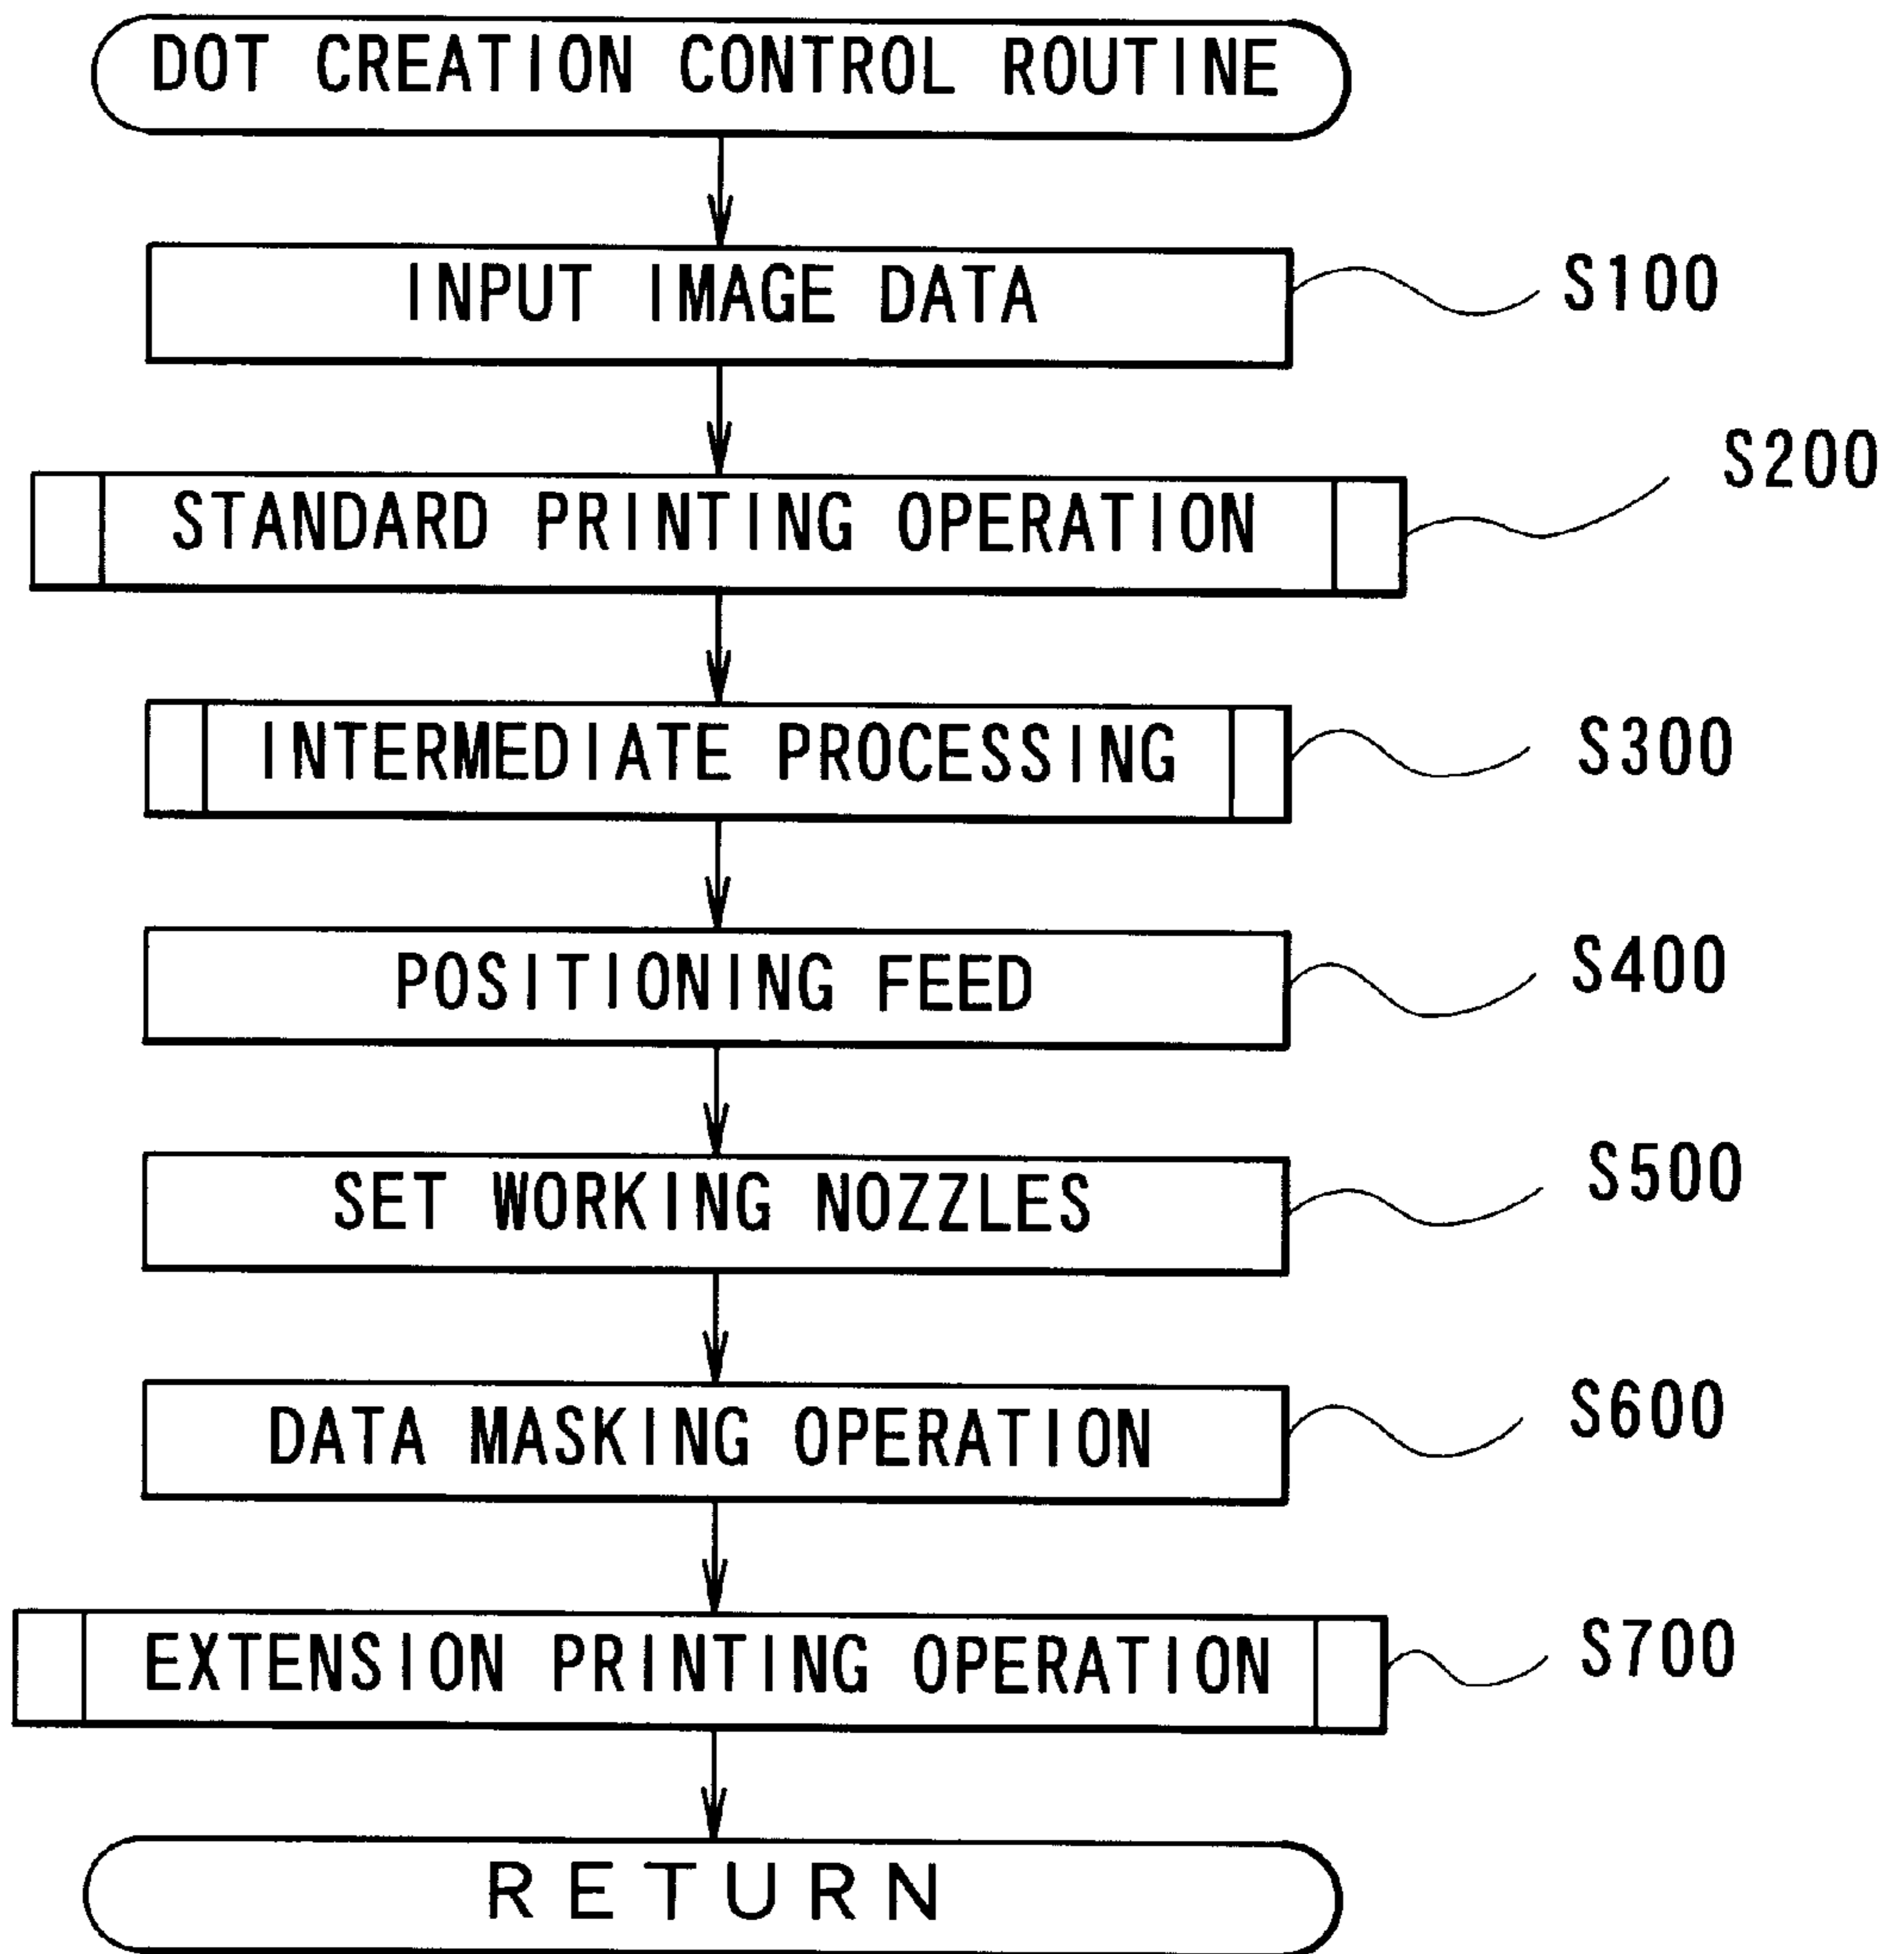 DOT CREATION CONTROL ROUTINE
INPUT IMAGE DATA
S100
STANDARD PRINTING OPERATION
S200
INTERMEDIATE PROCESSING
S300
POSITIONING FEED
S400
SET WORKING NOZZLES
S500
DATA MASKING OPERATION
S600
EXTENSION PRINTING OPERATION
S700
RETURN